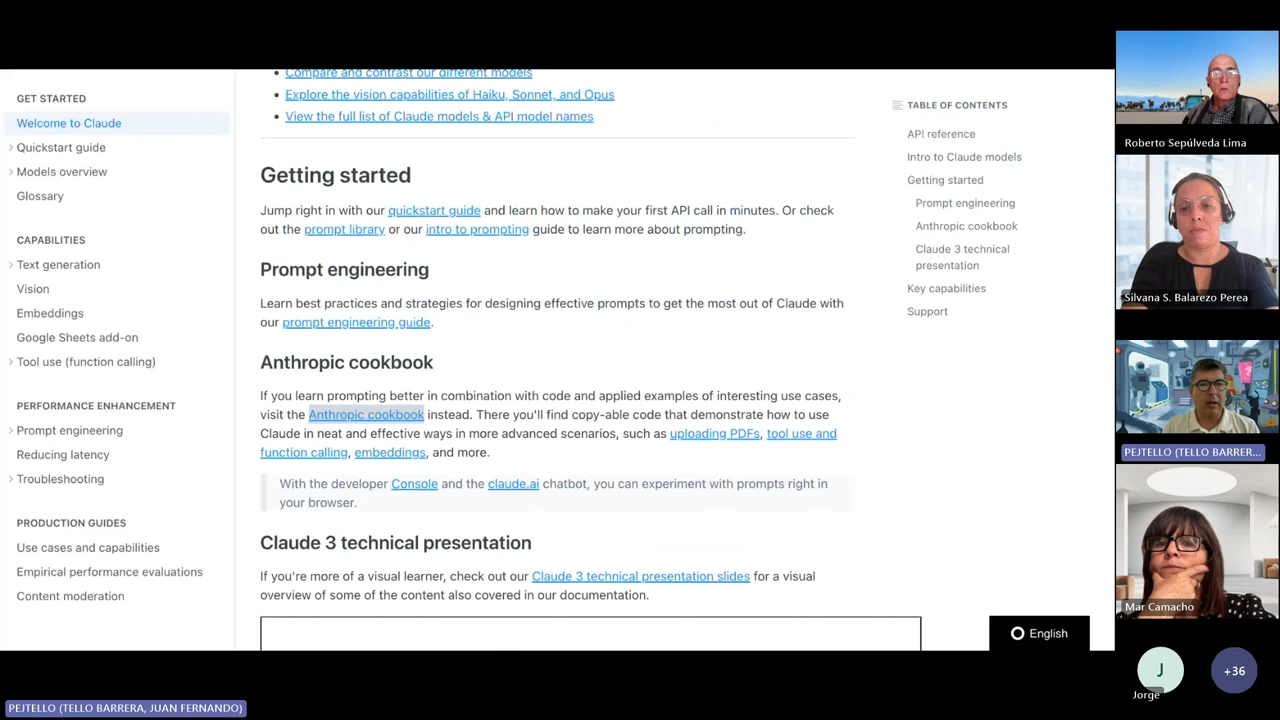 GET STARTED
Welcome to Claude
Quickstart guide
Models overview
Glossary
CAPABILITIES
Text generation
Vision
Embeddings
Google Sheets add-on
Tool use (function calling)
PERFORMANCE ENHANCEMENT
Prompt engineering
Reducing latency
Troubleshooting
PRODUCTION GUIDES
Use cases and capabilities
Empirical performance evaluations
Content moderation
Compare and contrast our different models
Explore the vision capabilities of Haiku, Sonnet, and Opus
View the full list of Claude models & API model names
Getting started
Jump right in with our quickstart guide and learn how to make your first API call in minutes. Or check
out the prompt library or our intro to prompting guide to learn more about prompting.
Prompt engineering
Learn best practices and strategies for designing effective prompts to get the most out of Claude with
our prompt engineering guide.
Anthropic cookbook
If you learn prompting better in combination with code and applied examples of interesting use cases,
visit the Anthropic cookbook instead. There you'll find copy-able code that demonstrate how to use
Claude in neat and effective ways in more advanced scenarios, such as uploading PDFs, tool use and
function calling, embeddings, and more.
With the developer Console and the claude.ai chatbot, you can experiment with prompts right in
your browser.
Claude 3 technical presentation
If you're more of a visual learner, check out our Claude 3 technical presentation slides for a visual
overview of some of the content also covered in our documentation.
TABLE OF CONTENTS
API reference
Intro to Claude models
Getting started
Prompt engineering
Anthropic cookbook
Claude 3 technical
presentation
Key capabilities
Support
English
Roberto Sepúlveda Lima
Silvana S. Balarezo Perea
PEJTELLO (TELLO BARRER...
Mar Camacho
J
Jorge
+36
PEJTELLO (TELLO BARRERA, JUAN FERNANDO)